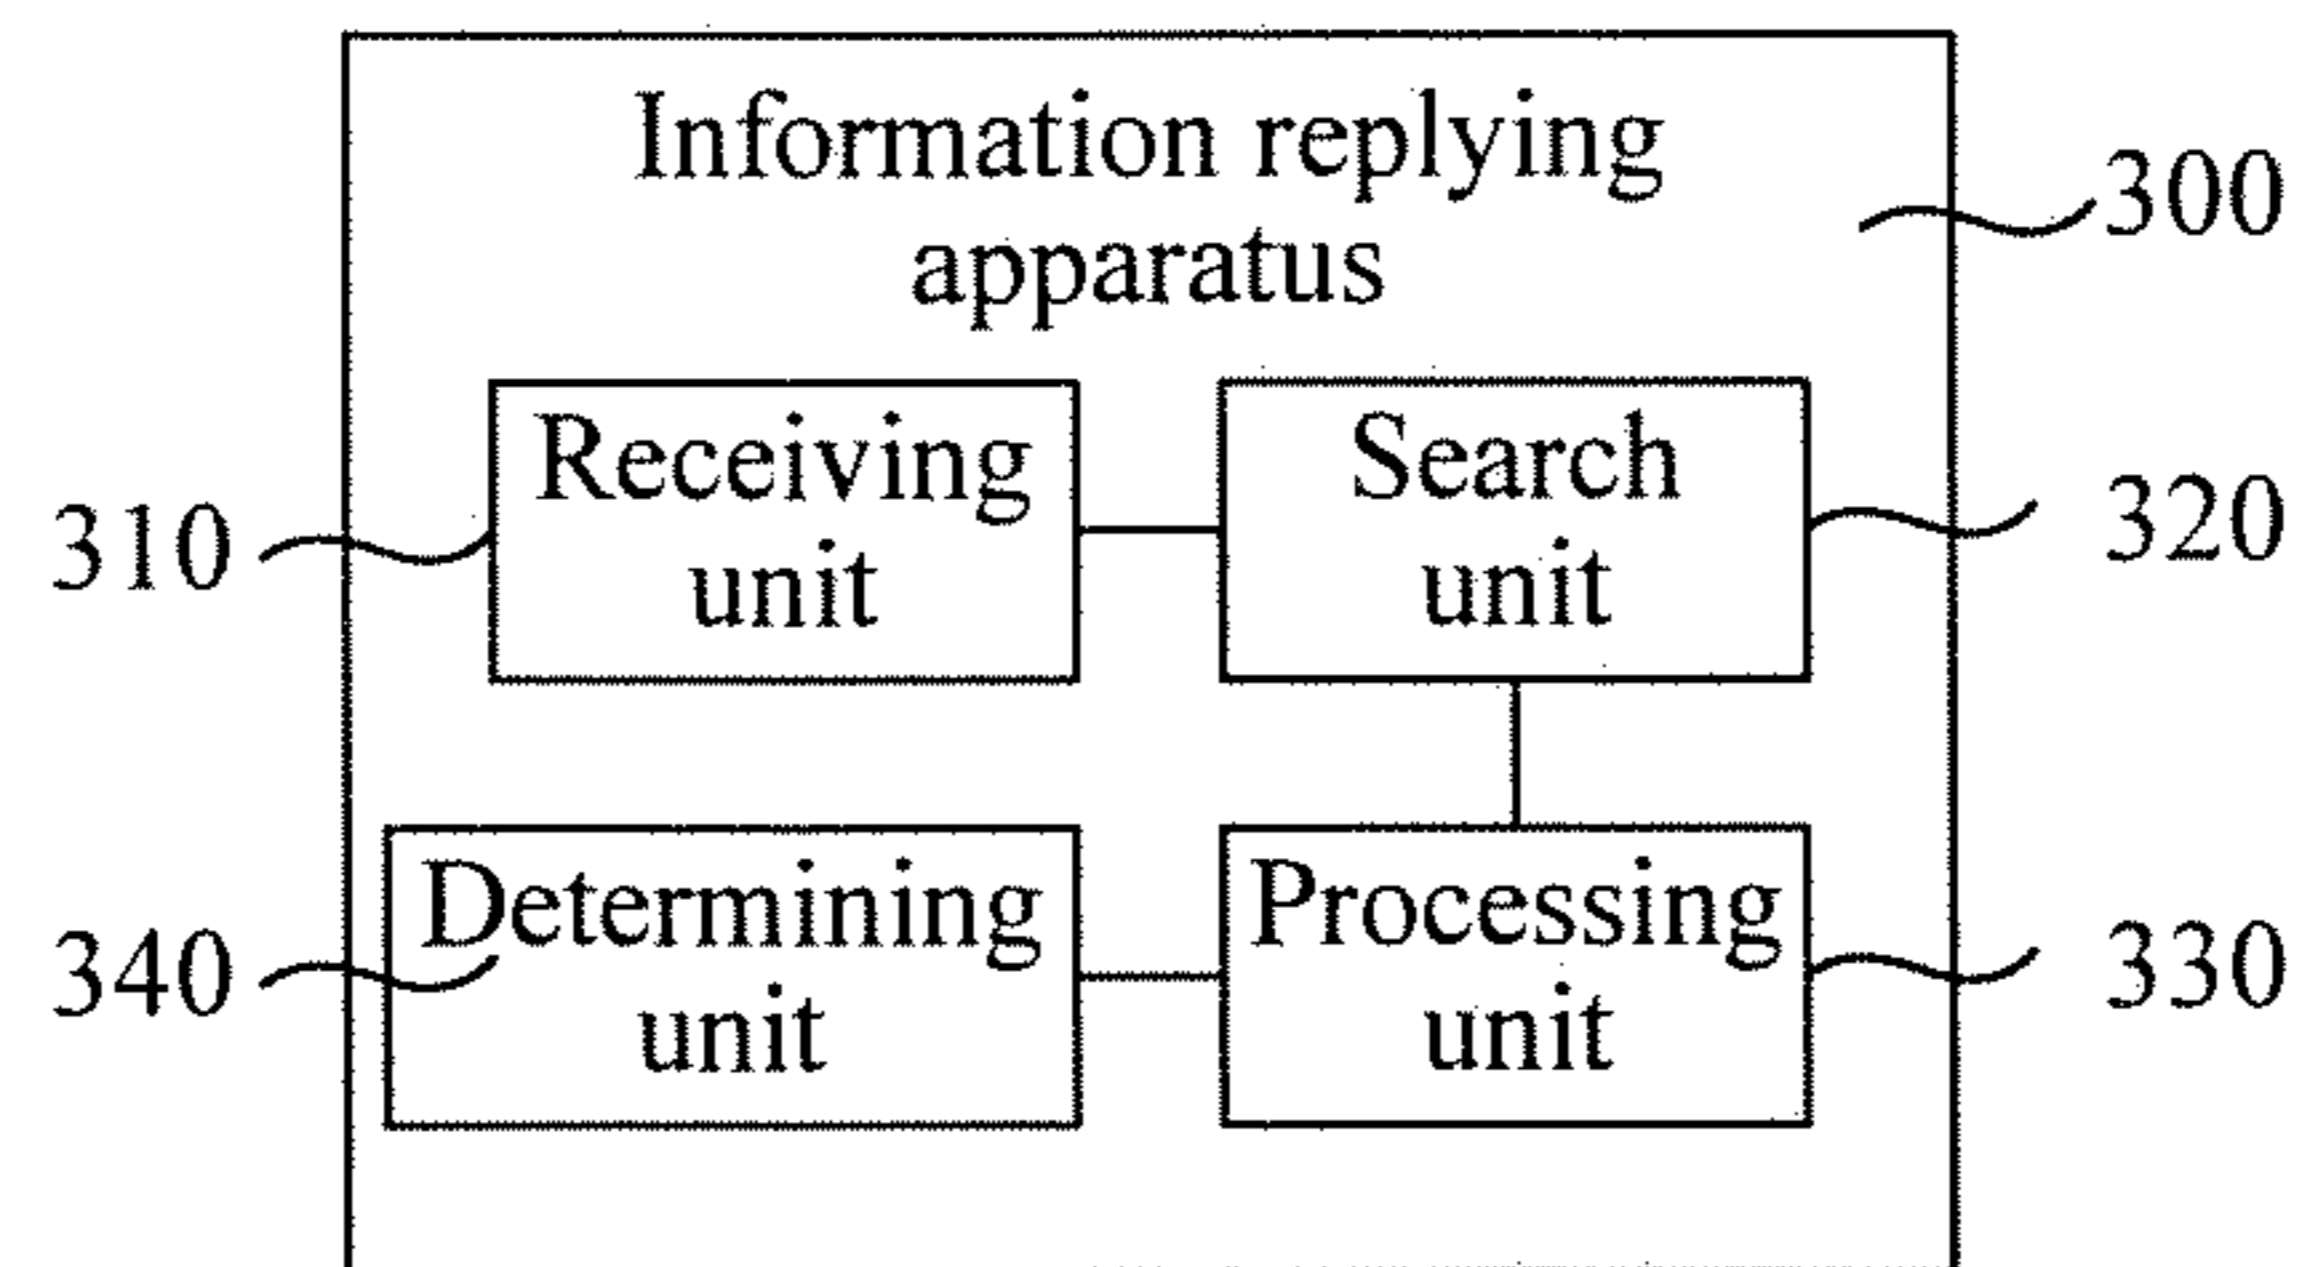 Information replying
apparatus
300
Receiving
unit
310
Search
unit
320
Determining
unit
340
Processing
unit
330